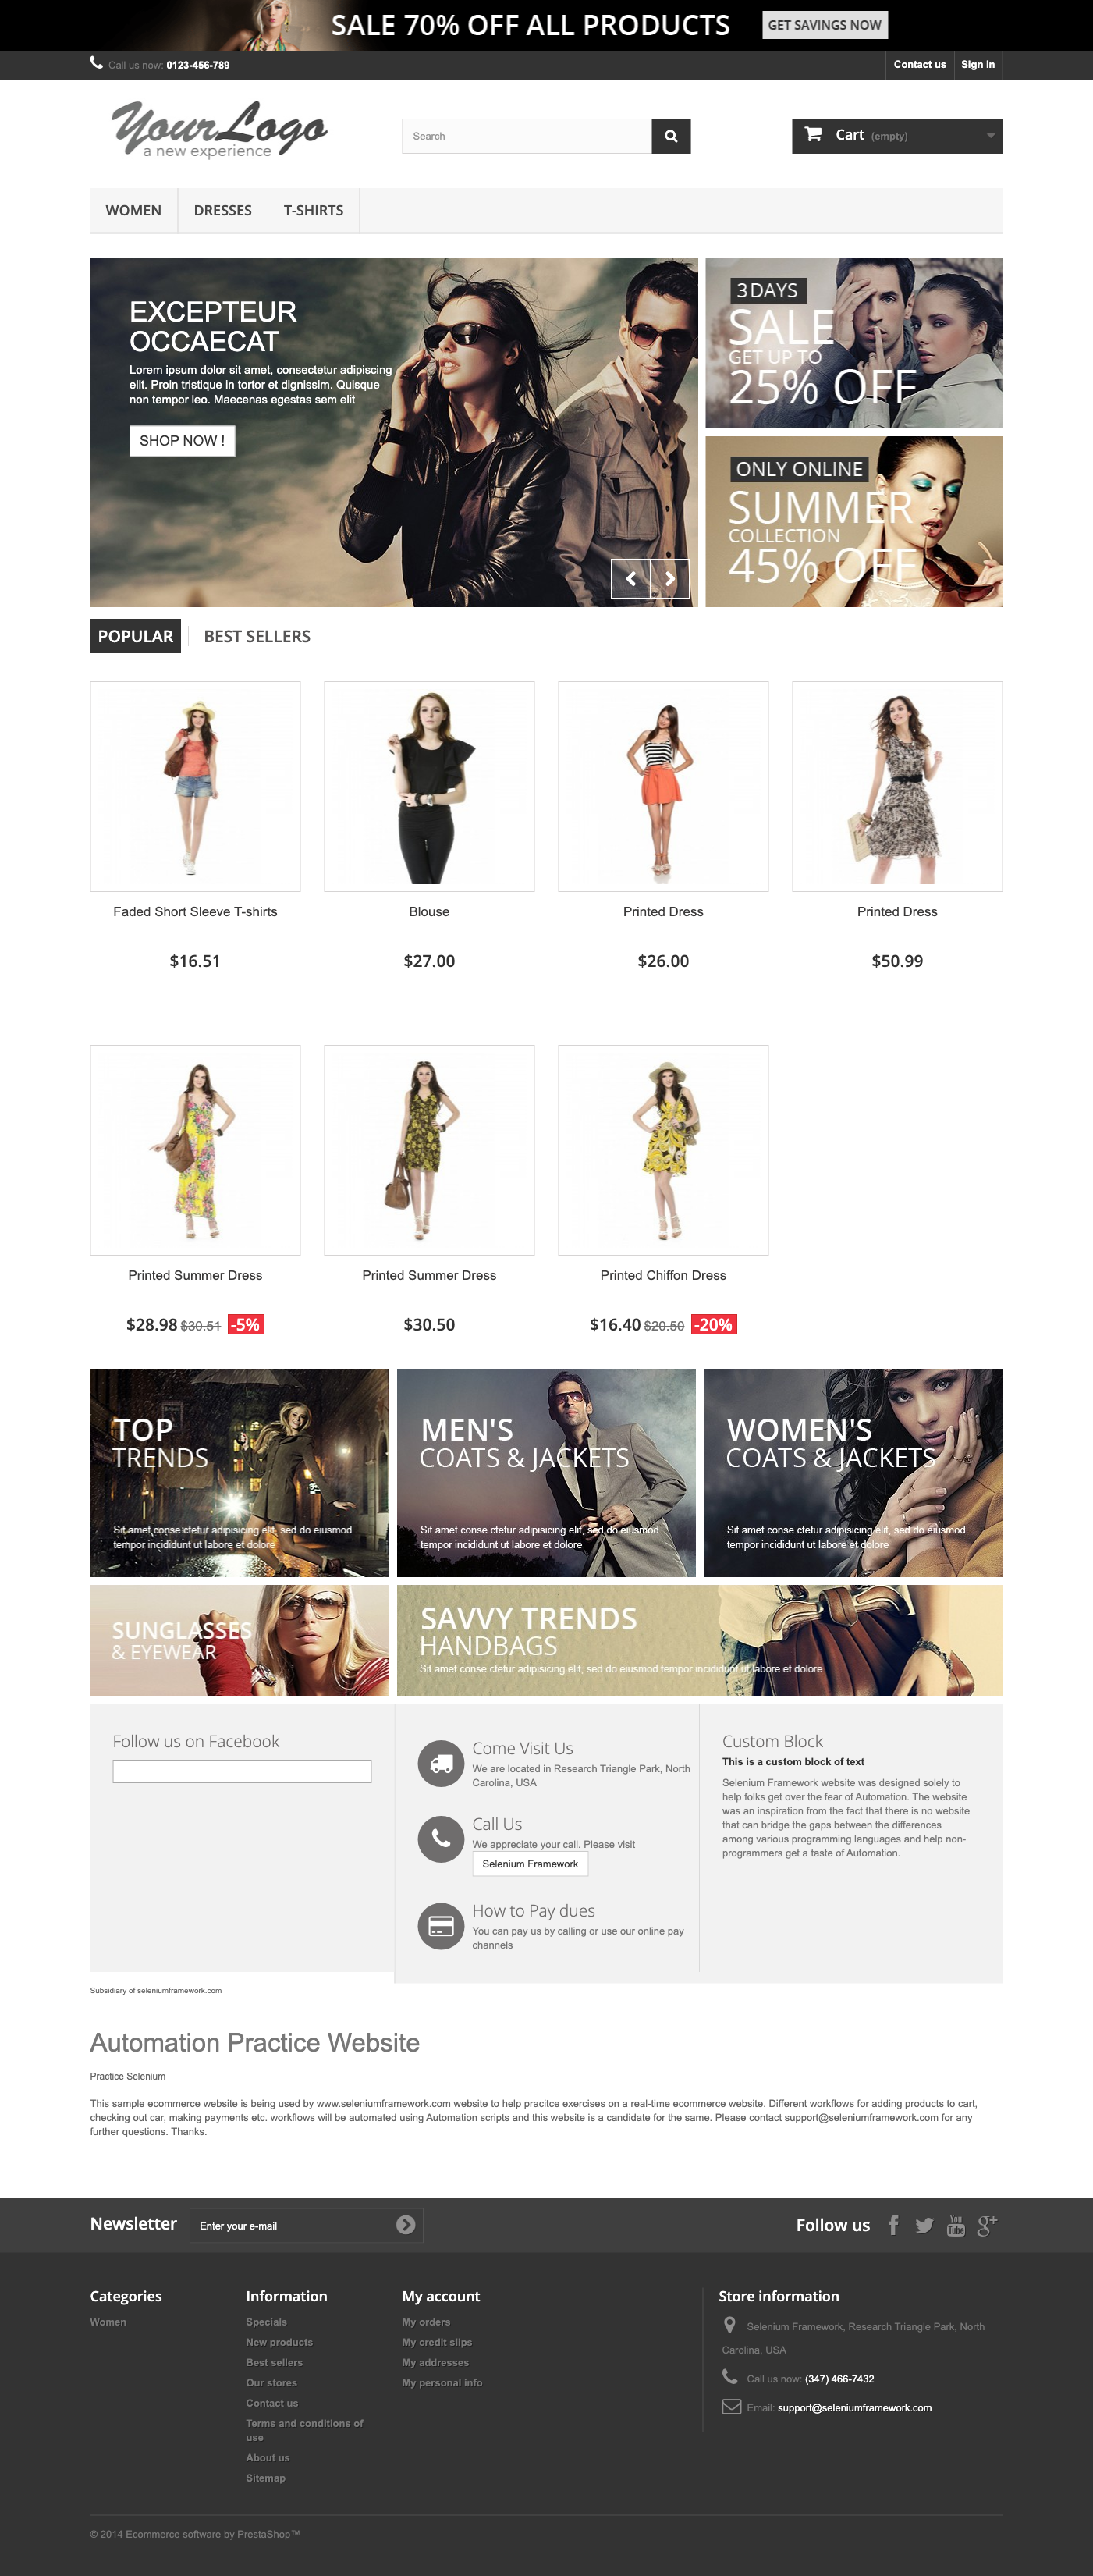 SALE 70% OFF ALL PRODUCTS GET SAVINGS NOW
Call us now: 0123-456-789 Contact us Sign in
YourLogo
a new experience
Search
Cart (empty)
WOMEN DRESSES T-SHIRTS
EXCEPTEUR
OCCAECAT
Lorem ipsum dolor sit amet, consectetur adipiscing
elit. Proin tristique in tortor et dignissim. Quisque
non tempor leo. Maecenas egestas sem elit
SHOP NOW !
3 DAYS
SALE
GET UP TO
25% OFF
ONLY ONLINE
SUMMER
COLLECTION
45% OFF
POPULAR BEST SELLERS
Faded Short Sleeve T-shirts Blouse Printed Dress Printed Dress
$16.51 $27.00 $26.00 $50.99
Printed Summer Dress Printed Summer Dress Printed Chiffon Dress
$28.98 $30.51 -5% $30.50 $16.40 $20.50 -20%
TOP
TRENDS
Sit amet conse ctetur adipisicing elit, sed do eiusmod
tempor incididunt ut labore et dolore
MEN'S
COATS & JACKETS
Sit amet conse ctetur adipisicing elit, sed do eiusmod
tempor incididunt ut labore et dolore
WOMEN'S
COATS & JACKETS
Sit amet conse ctetur adipisicing elit, sed do eiusmod
tempor incididunt ut labore et dolore
SUNGLASSES
& EYEWEAR
SAVVY TRENDS
HANDBAGS
Sit amet conse ctetur adipisicing elit, sed do eiusmod tempor incididunt ut labore et dolore
Follow us on Facebook
Come Visit Us
We are located in Research Triangle Park, North
Carolina, USA
Call Us
We appreciate your call. Please visit
Selenium Framework
How to Pay dues
You can pay us by calling or use our online pay
channels
Custom Block
This is a custom block of text
Selenium Framework website was designed solely to
help folks get over the fear of Automation. The website
was an inspiration from the fact that there is no website
that can bridge the gaps between the differences
among various programming languages and help non-
programmers get a taste of Automation.
Subsidiary of seleniumframework.com
Automation Practice Website
Practice Selenium
This sample ecommerce website is being used by www.seleniumframework.com website to help pracitce exercises on a real-time ecommerce website. Different workflows for adding products to cart,
checking out car, making payments etc. workflows will be automated using Automation scripts and this website is a candidate for the same. Please contact support@seleniumframework.com for any
further questions. Thanks.
Newsletter Enter your e-mail
Follow us You Tube g+
Categories
Women
Information
Specials
New products
Best sellers
Our stores
Contact us
Terms and conditions of
use
About us
Sitemap
My account
My orders
My credit slips
My addresses
My personal info
Store information
Selenium Framework, Research Triangle Park, North
Carolina, USA
Call us now: (347) 466-7432
Email: support@seleniumframework.com
© 2014 Ecommerce software by PrestaShop™